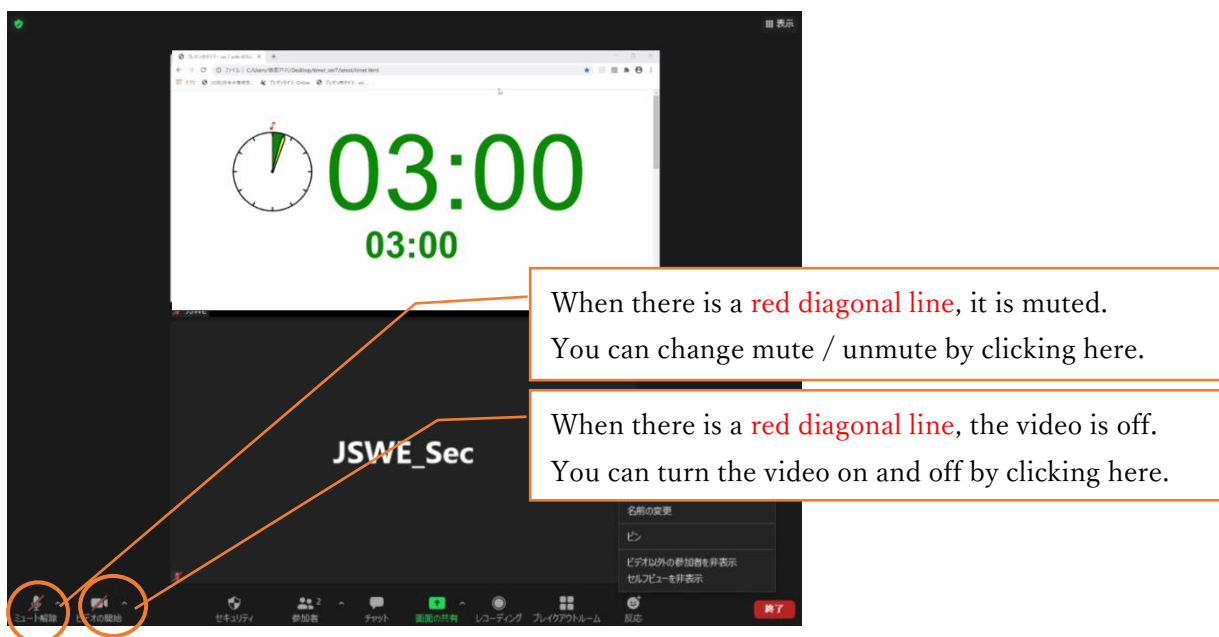 表示
03:00
03:00
When there is a red diagonal line, it is muted.
You can change mute / unmute by clicking here.
When there is a red diagonal line, the video is off.
You can turn the video on and off by clicking here.
JSWE_Sec
名前の変更
ピン
ビデオ以外の参加者を非表示
セルフビューを非表示
ミュート解除 ビデオの開始 セキュリティ 参加者 2 チャット 画面の共有 レコーディング ブレイクアウトルーム 反応 終了